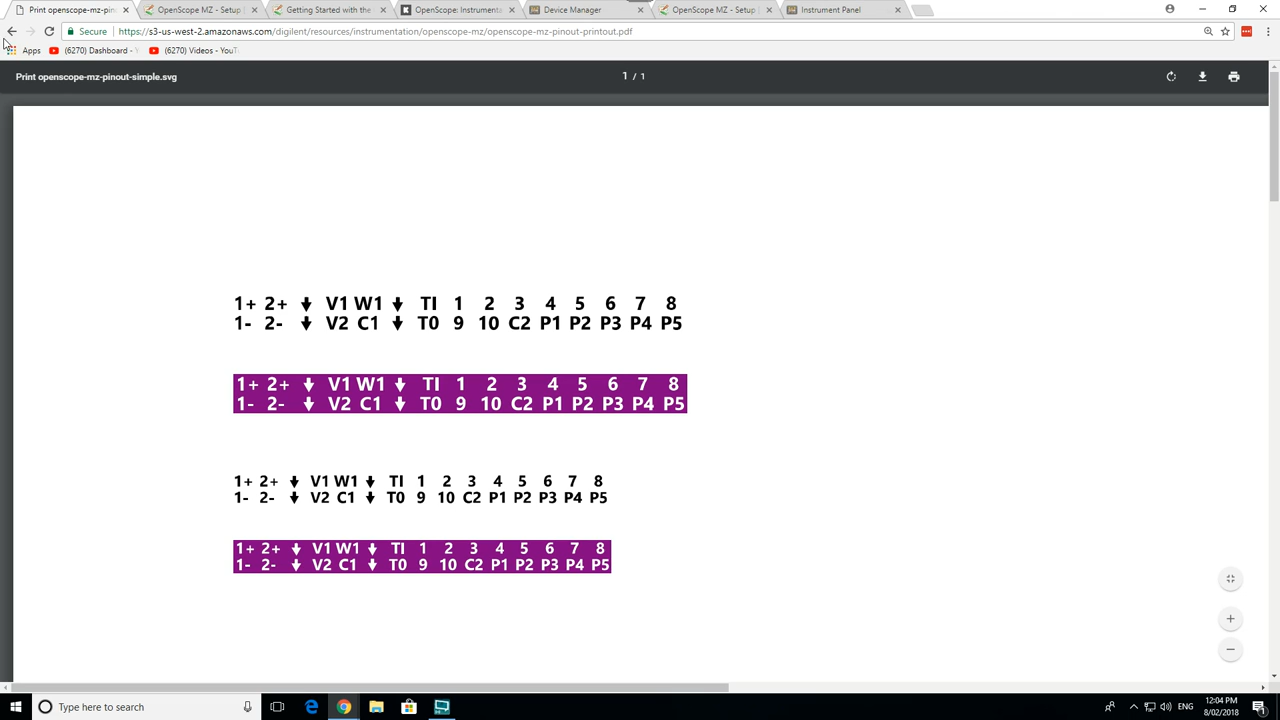 Print openscope-mz-pin
OpenScope MZ - Setup
Getting Started with the
OpenScope: Instrumenta
Device Manager
OpenScope MZ - Setup
Instrument Panel
Secure https://s3-us-west-2.amazonaws.com/digilent/resources/instrumentation/openscope-mz/openscope-mz-pinout-printout.pdf
Apps (6270) Dashboard - (6270) Videos - YouT
Print openscope-mz-pinout-simple.svg 1 / 1
1+ 2+ ↓ V1 W1 ↓ TI 1 2 3 4 5 6 7 8
1- 2- ↓ V2 C1 ↓ T0 9 10 C2 P1 P2 P3 P4 P5
1+ 2+ ↓ V1 W1 ↓ TI 1 2 3 4 5 6 7 8
1- 2- ↓ V2 C1 ↓ T0 9 10 C2 P1 P2 P3 P4 P5
1+ 2+ ↓ V1 W1 ↓ TI 1 2 3 4 5 6 7 8
1- 2- ↓ V2 C1 ↓ T0 9 10 C2 P1 P2 P3 P4 P5
1+ 2+ ↓ V1 W1 ↓ TI 1 2 3 4 5 6 7 8
1- 2- ↓ V2 C1 ↓ T0 9 10 C2 P1 P2 P3 P4 P5
Type here to search
ENG
12:04 PM
8/02/2018